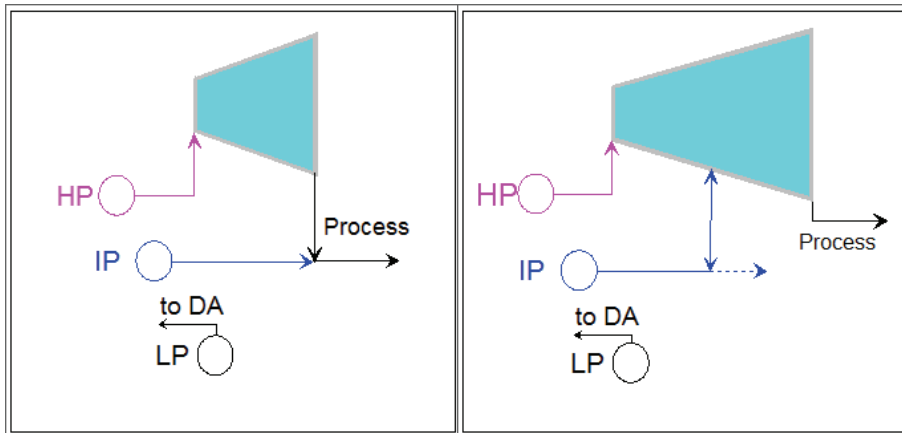 HP
Process
IP
to DA
LP
HP
Process
IP
to DA
LP